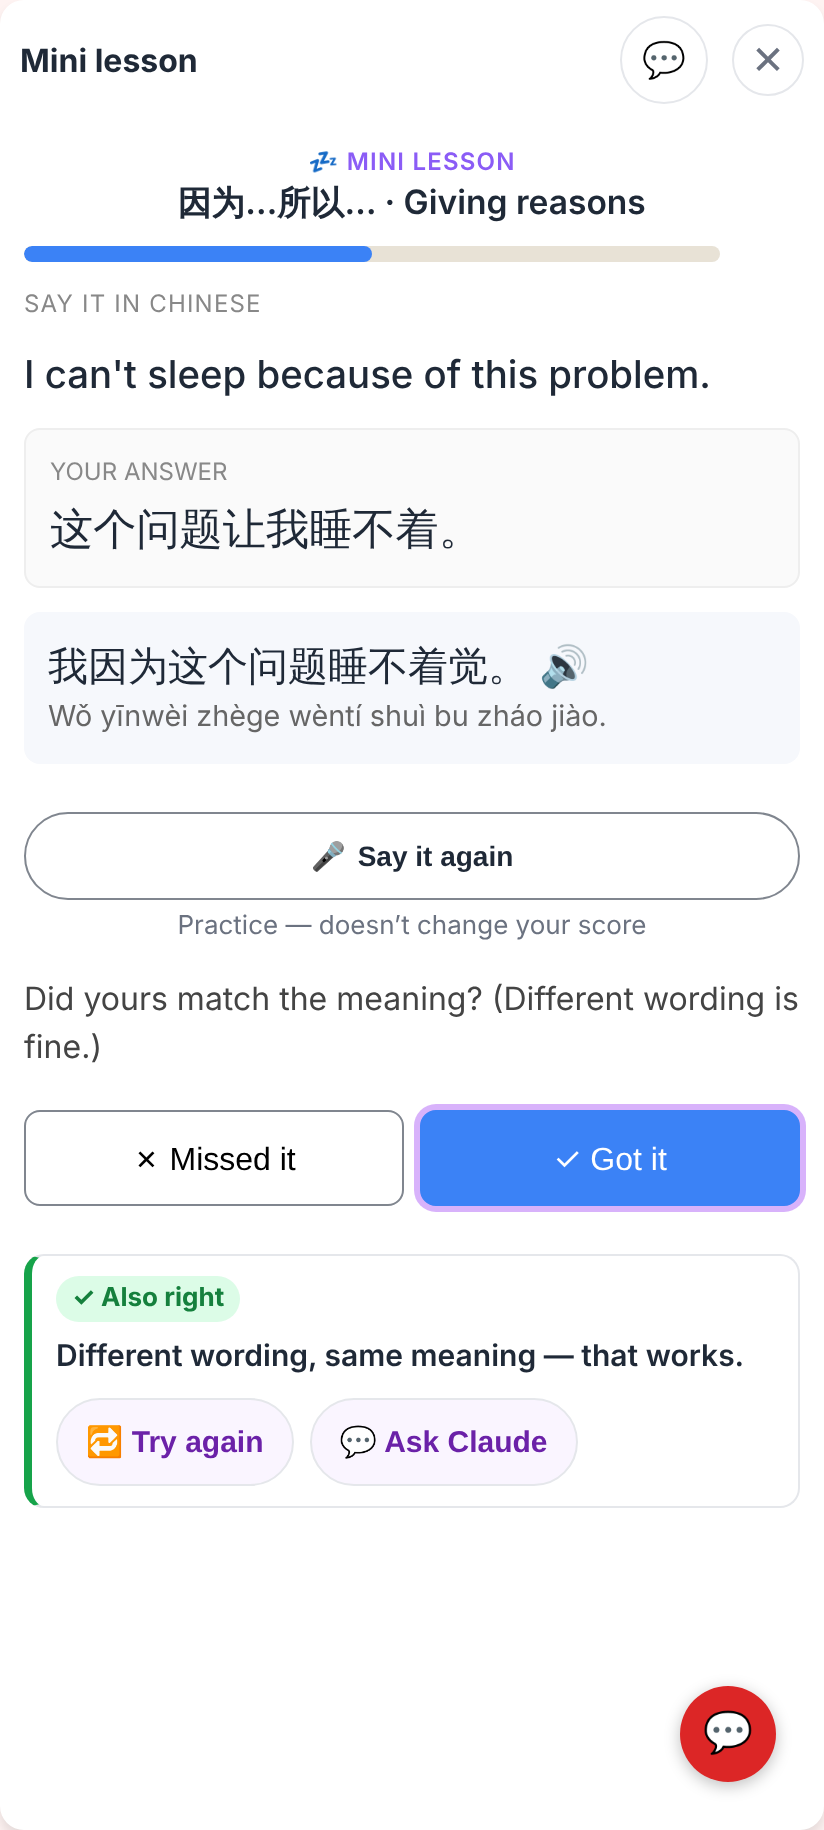 Mini lesson
MINI LESSON
因为...所以... · Giving reasons
SAY IT IN CHINESE
I can't sleep because of this problem.
YOUR ANSWER
这个问题让我睡不着。
我因为这个问题睡不着觉。
Wǒ yīnwèi zhège wèntí shuì bu zháo jiào.
Say it again
Practice — doesn’t change your score
Did yours match the meaning? (Different wording is
fine.)
✕ Missed it
✓ Got it
✓ Also right
Different wording, same meaning — that works.
Try again
Ask Claude